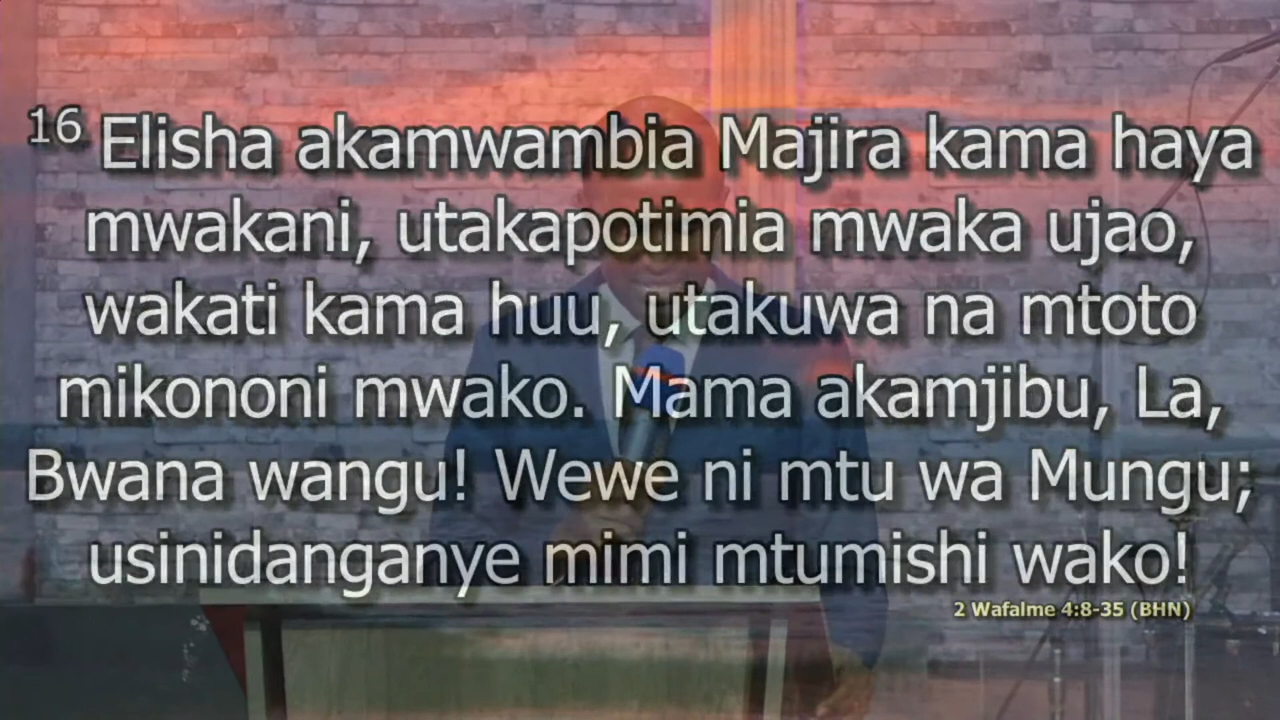 16 Elisha akamwambia Majira kama haya
mwakani, utakapotimia mwaka ujao,
wakati kama huu, utakuwa na mtoto
mikononi mwako. Mama akamjibu, La,
Bwana wangu! Wewe ni mtu wa Mungu;
usinidanganye mimi mtumishi wako!
2 Wafalme 4:8-35 (BHN)